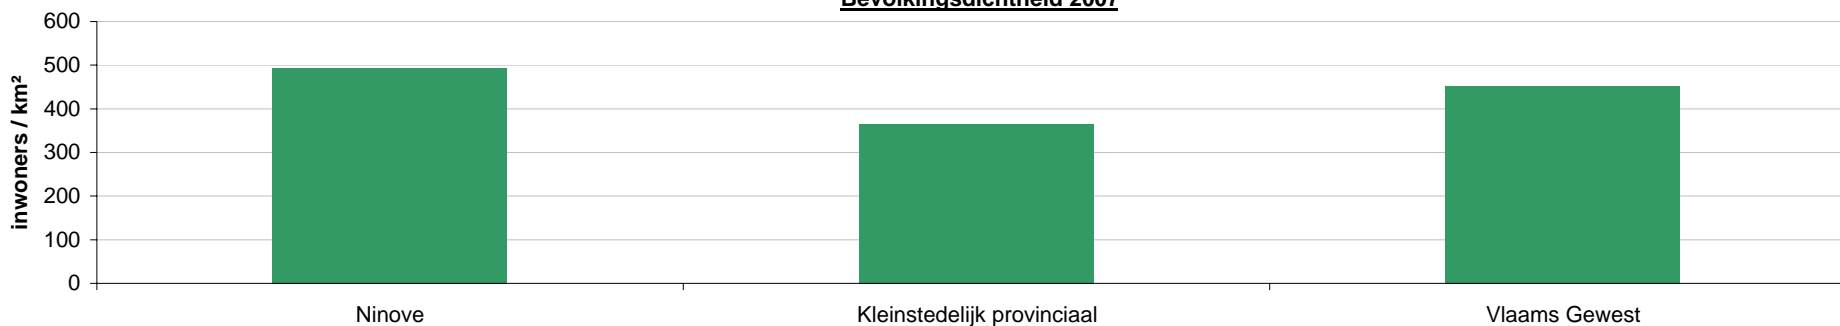 Bevolkingsdichtheid 2007
inwoners / km²
600
500
400
300
200
100
0
Ninove
Kleinstedelijk provinciaal
Vlaams Gewest